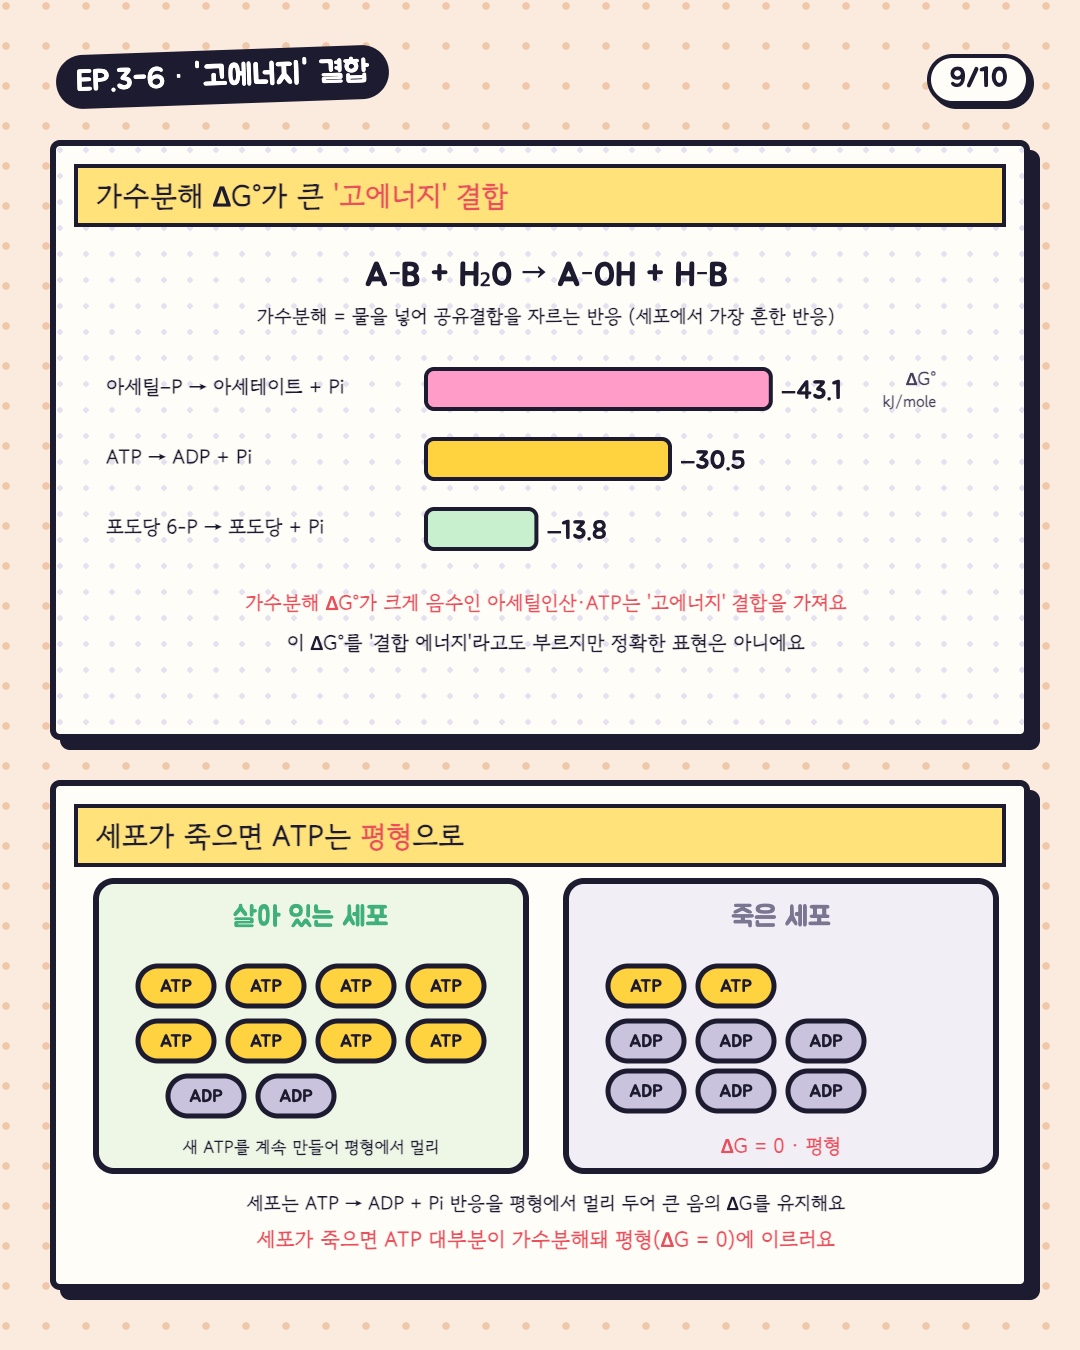 EP.3-6 · '고에너지' 결합
9/10
가수분해 ΔG°가 큰 '고에너지' 결합
A-B + H₂O → A-OH + H-B
가수분해 = 물을 넣어 공유결합을 자르는 반응 (세포에서 가장 흔한 반응)
아세틸-P → 아세테이트 + Pi
−43.1
ΔG°
kJ/mole
ATP → ADP + Pi
−30.5
포도당 6-P → 포도당 + Pi
−13.8
가수분해 ΔG°가 크게 음수인 아세틸인산·ATP는 '고에너지' 결합을 가져요
이 ΔG°를 '결합 에너지'라고도 부르지만 정확한 표현은 아니에요
세포가 죽으면 ATP는 평형으로
살아 있는 세포
ATP ATP ATP ATP
ATP ATP ATP ATP
ADP ADP
새 ATP를 계속 만들어 평형에서 멀리
죽은 세포
ATP ATP
ADP ADP ADP
ADP ADP ADP
ΔG = 0 · 평형
세포는 ATP → ADP + Pi 반응을 평형에서 멀리 두어 큰 음의 ΔG를 유지해요
세포가 죽으면 ATP 대부분이 가수분해돼 평형(ΔG = 0)에 이르러요